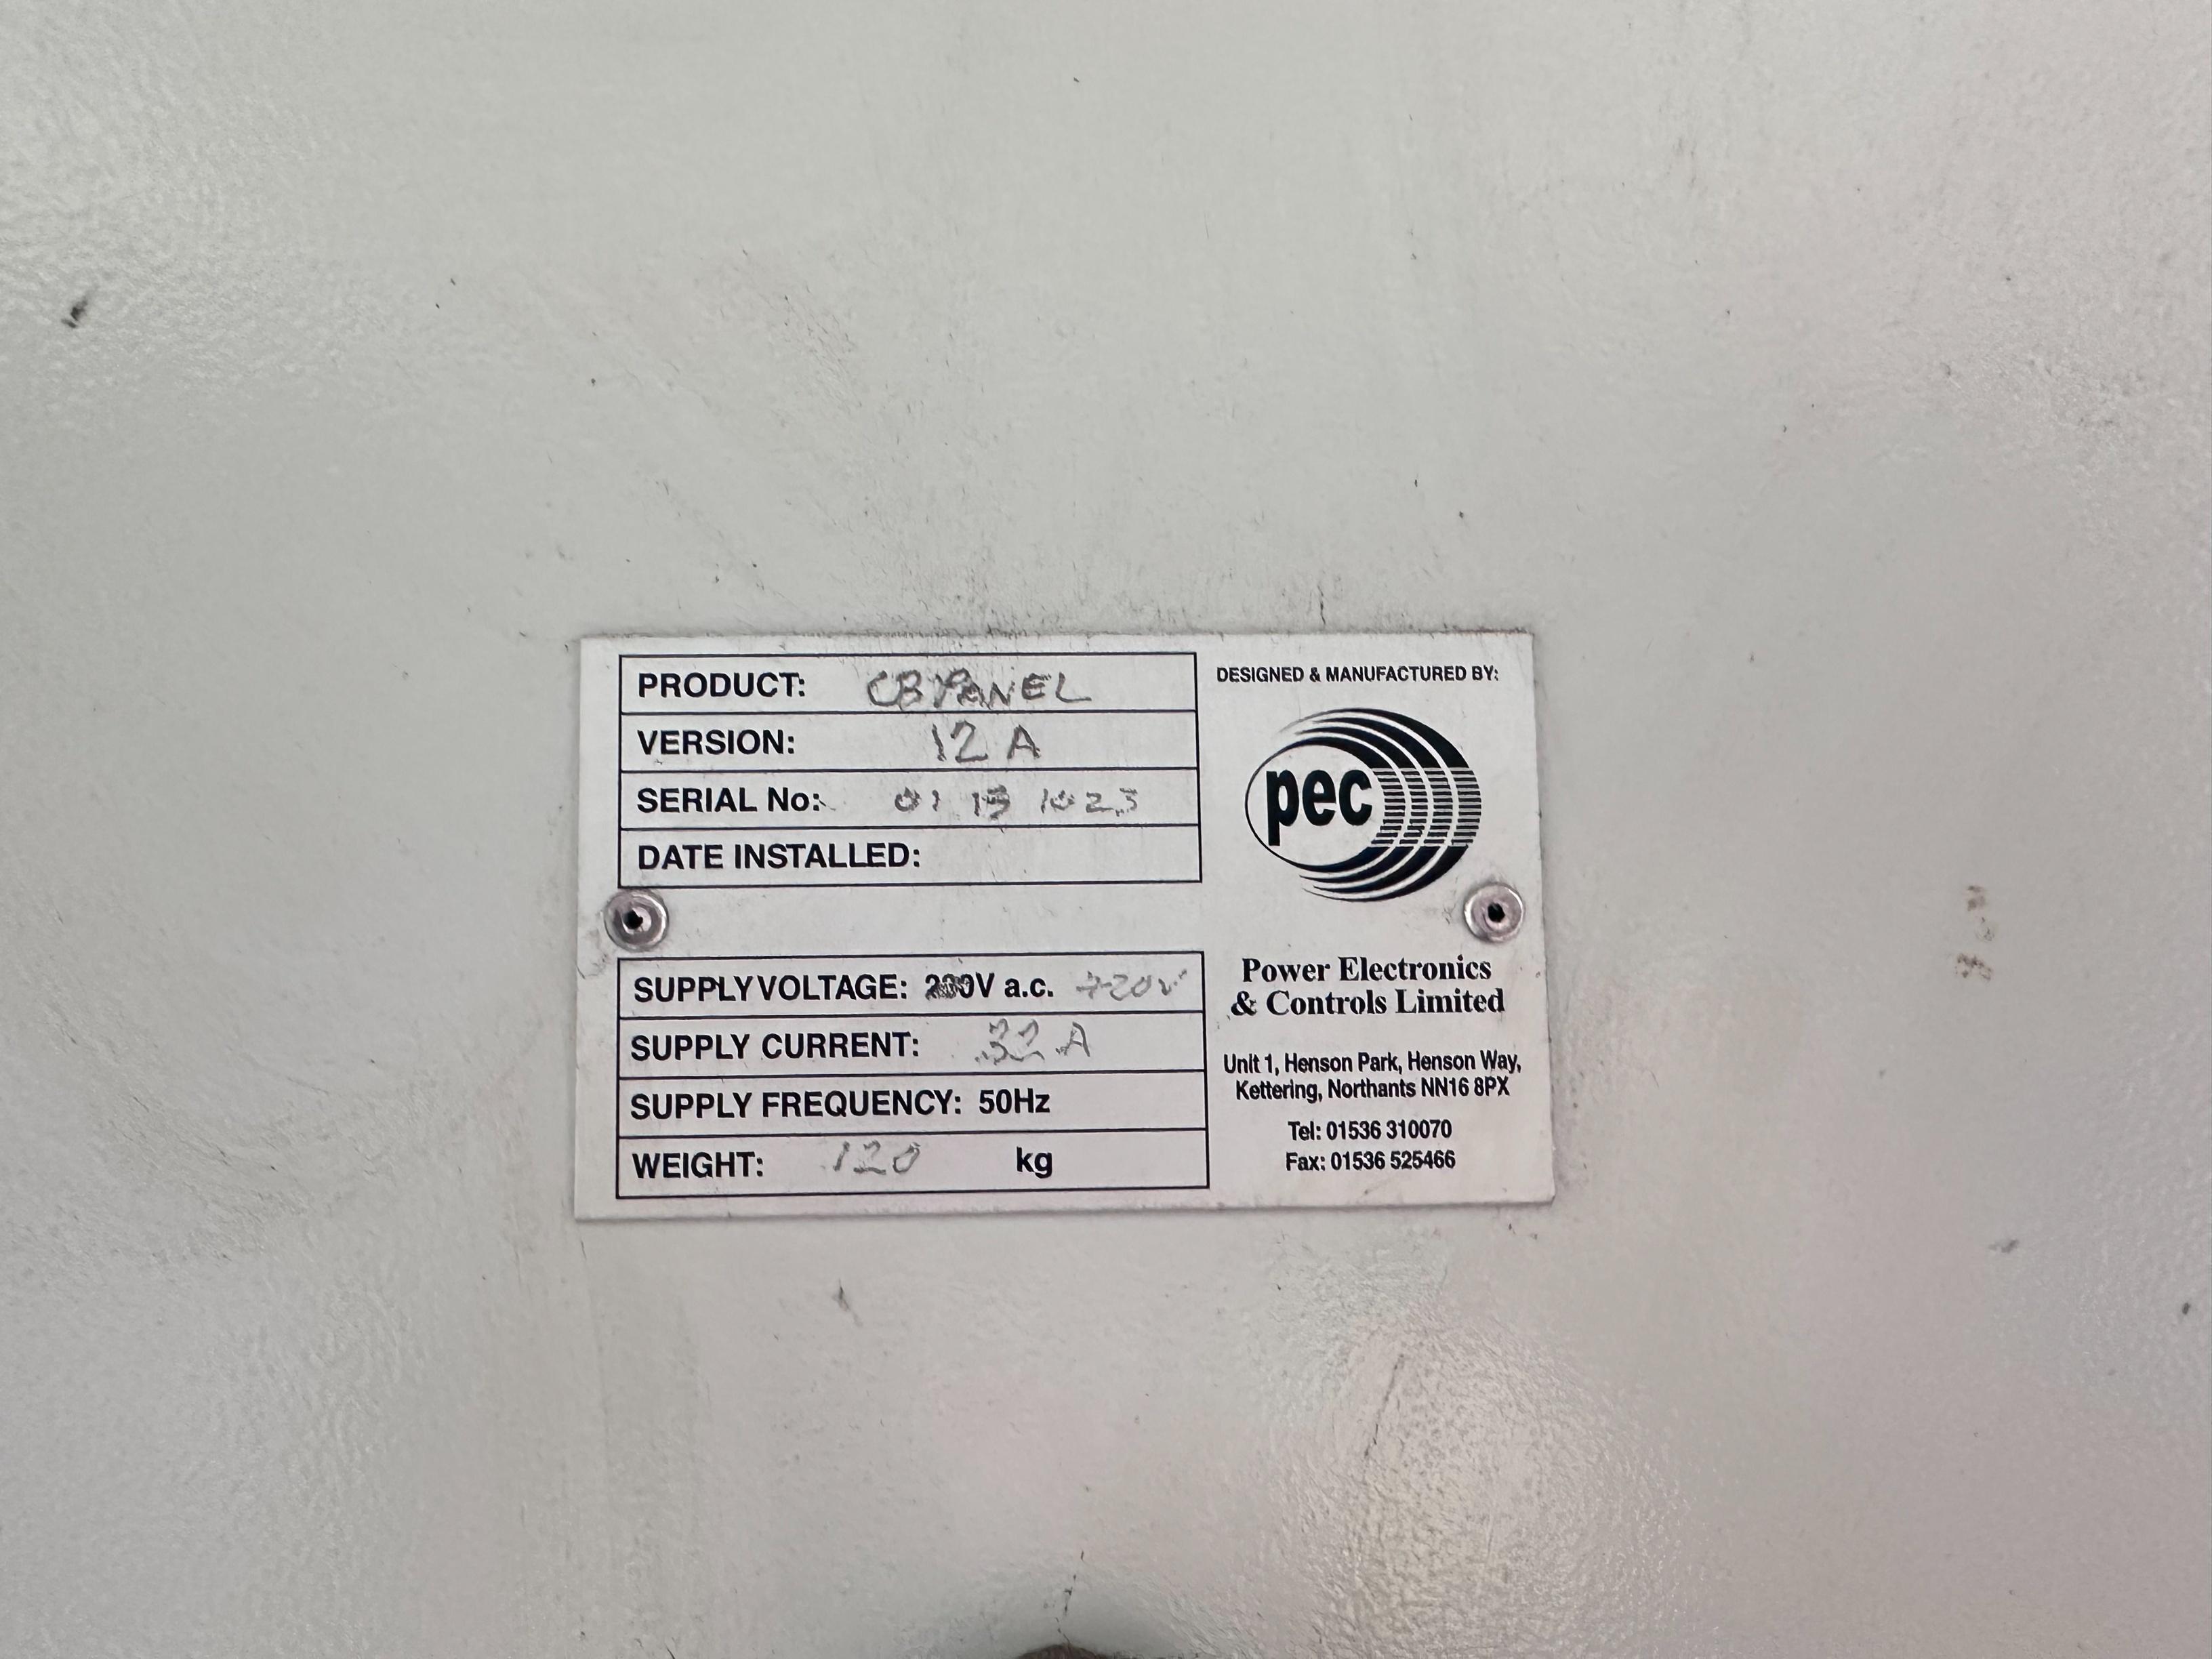 PRODUCT: CB PANEL
VERSION: 12 A
SERIAL No: 01 1023
DATE INSTALLED:
SUPPLY VOLTAGE: V a.c.
SUPPLY CURRENT: 32 A
SUPPLY FREQUENCY: 50Hz
WEIGHT: 120 kg
DESIGNED & MANUFACTURED BY:
pec
Power Electronics
& Controls Limited
Unit 1, Henson Park, Henson Way,
Kettering, Northants NN16 8PX
Tel: 01536 310070
Fax: 01536 525466